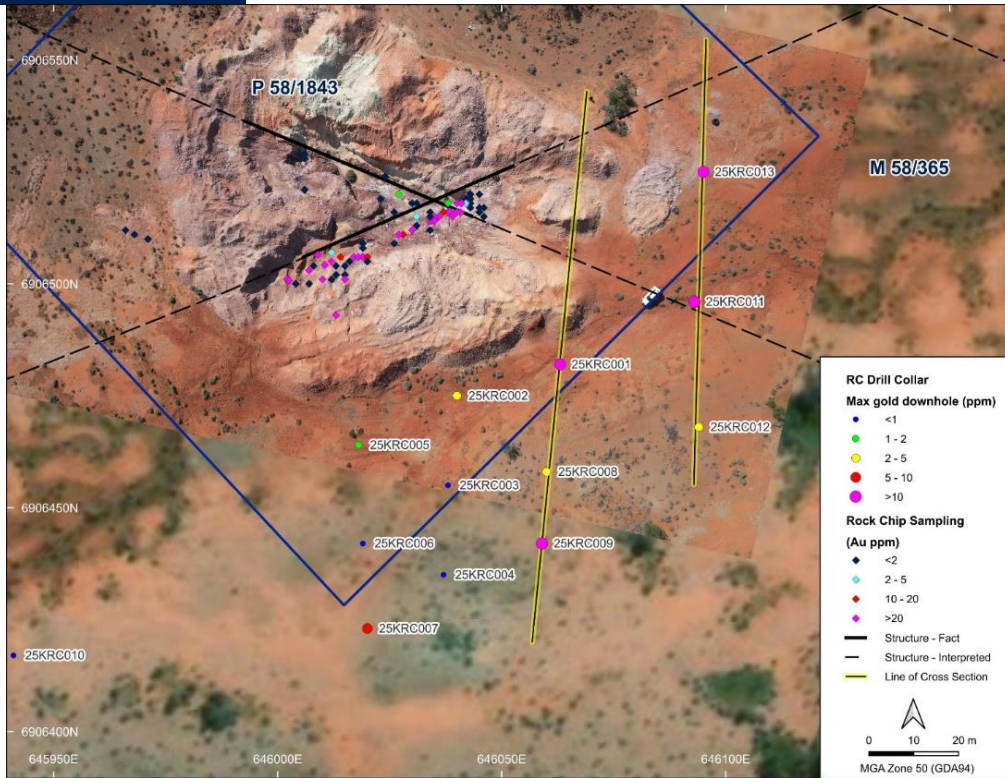 6906550N
P 58/1843
M 58/365
25KRC013
6906500N
25KRC011
25KRC001
25KRC002
25KRC012
25KRC005
25KRC008
25KRC003
6906450N
25KRC006
25KRC009
25KRC004
25KRC007
25KRC010
6906400N
645950E
646000E
646050E
646100E
RC Drill Collar
Max gold downhole (ppm)
<1
1 - 2
2 - 5
5 - 10
>10
Rock Chip Sampling
(Au ppm)
<2
2 - 5
10 - 20
>20
Structure - Fact
Structure - Interpreted
Line of Cross Section
0 10 20 m
MGA Zone 50 (GDA94)